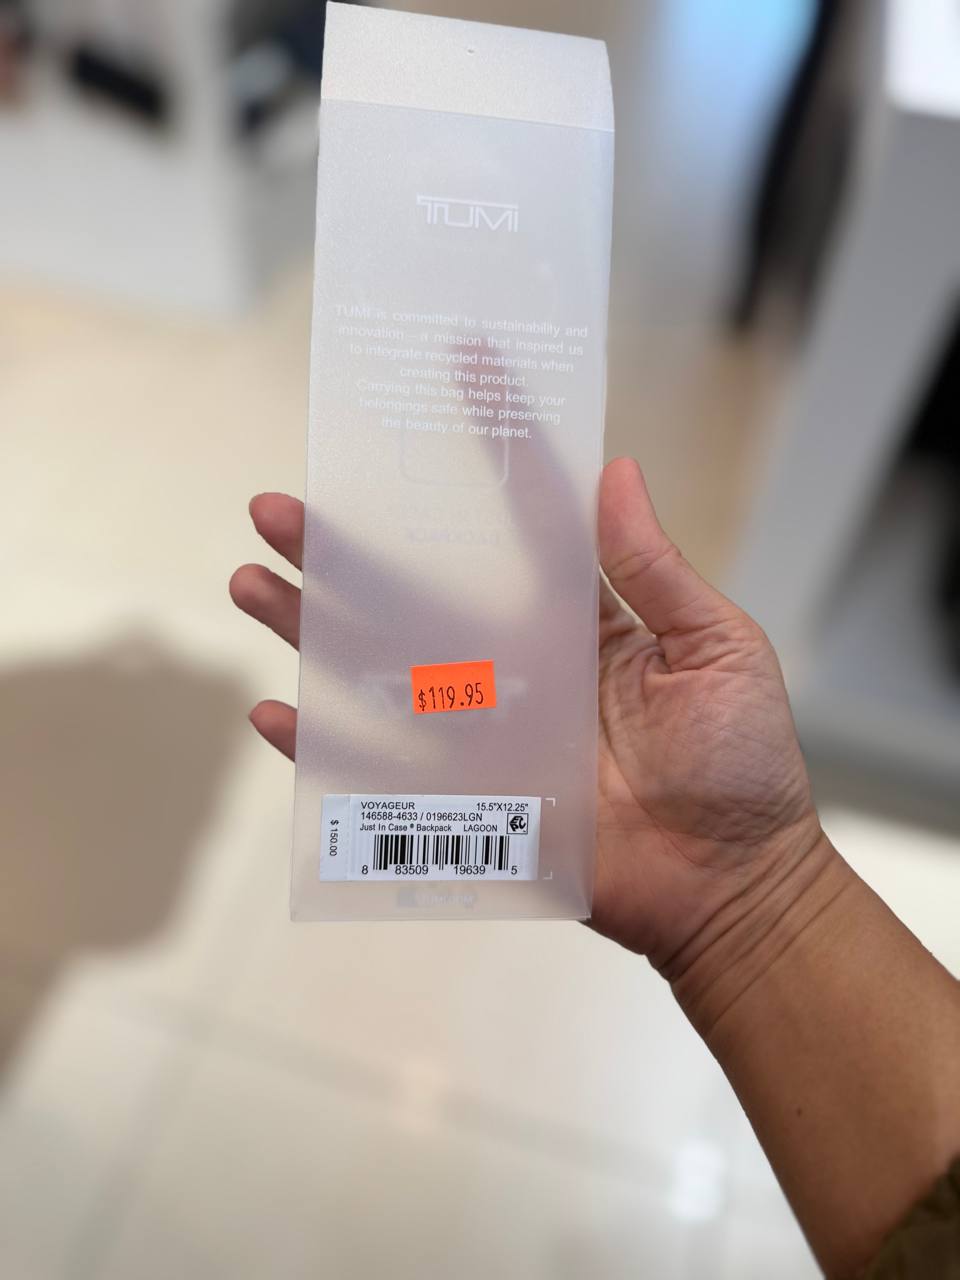 TUMI
TUMI is committed to sustainability and
innovation—a mission that inspired us
to integrate recycled materials when
creating this product.
Carrying this bag helps keep your
belongings safe while preserving
the beauty of our planet.
BACKPACK
$119.95
$150.00
VOYAGEUR 15.5"X12.25"
146588-4633 / 0196623LGN
Just In Case ® Backpack LAGOON
8 83509 19639 5